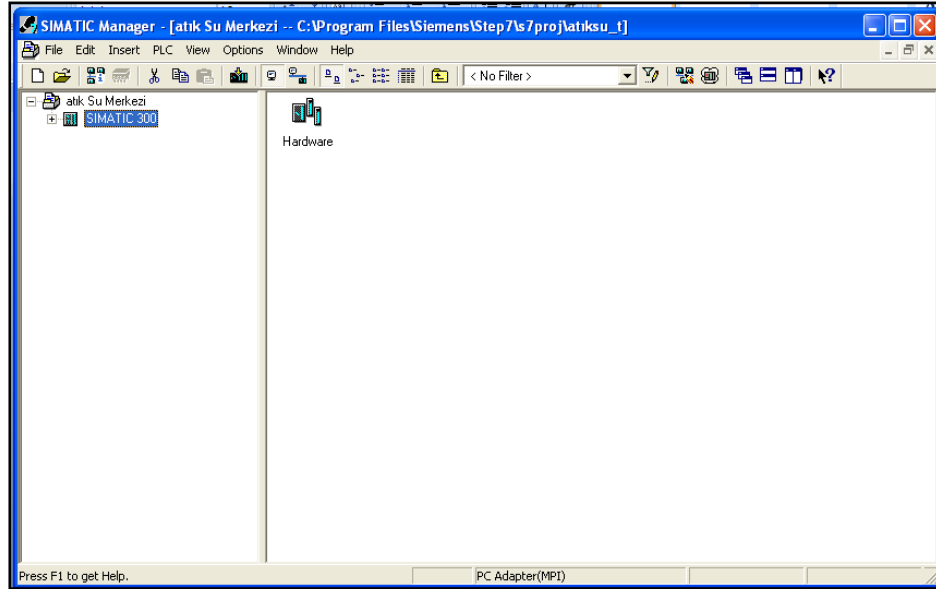 SIMATIC Manager - [atık Su Merkezi -- C:\Program Files\Siemens\Step7\s7proj\atiksu_t]
File Edit Insert PLC View Options Window Help
< No Filter >
atık Su Merkezi
SIMATIC 300
Hardware
Press F1 to get Help.
PC Adapter(MPI)